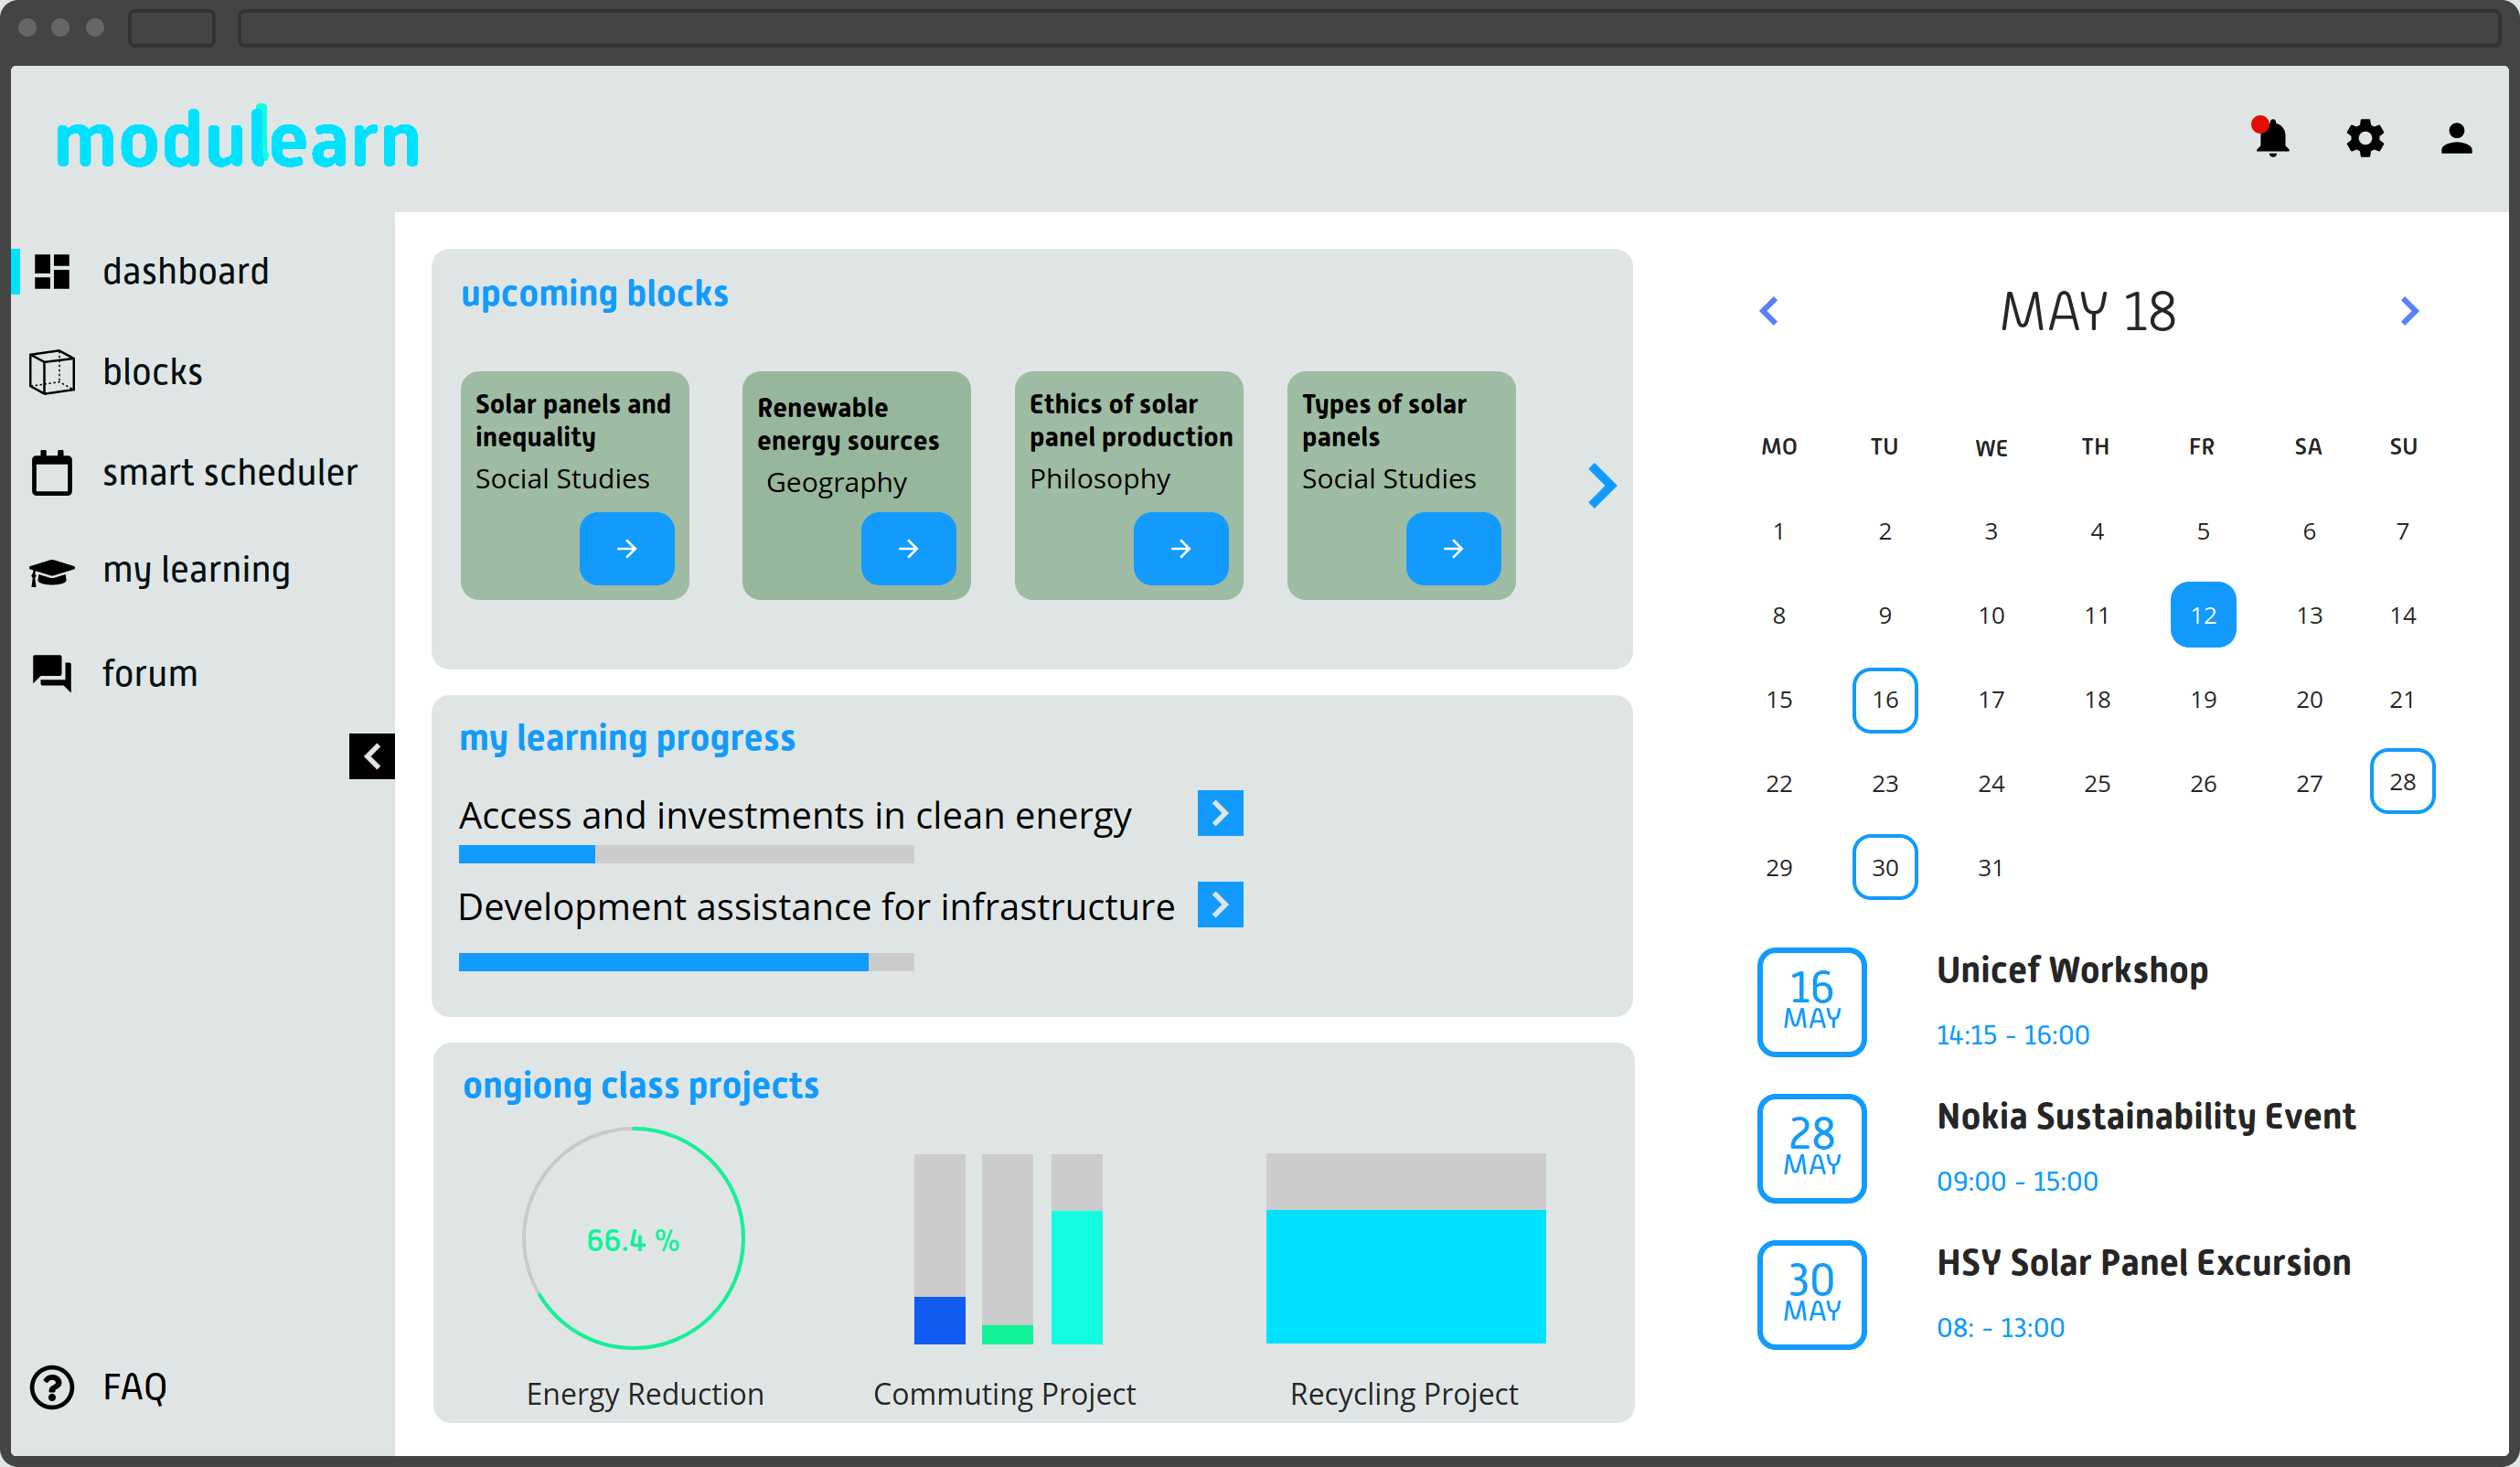 modulearn
dashboard
blocks
smart scheduler
my learning
forum
FAQ
upcoming blocks
Solar panels and
inequality
Social Studies
Renewable
energy sources
Geography
Ethics of solar
panel production
Philosophy
Types of solar
panels
Social Studies
my learning progress
Access and investments in clean energy
Development assistance for infrastructure
ongiong class projects
66.4 %
Energy Reduction
Commuting Project
Recycling Project
MAY 18
MO TU WE TH FR SA SU
1 2 3 4 5 6 7
8 9 10 11 12 13 14
15 16 17 18 19 20 21
22 23 24 25 26 27 28
29 30 31
16
MAY
Unicef Workshop
14:15 - 16:00
28
MAY
Nokia Sustainability Event
09:00 - 15:00
30
MAY
HSY Solar Panel Excursion
08: - 13:00